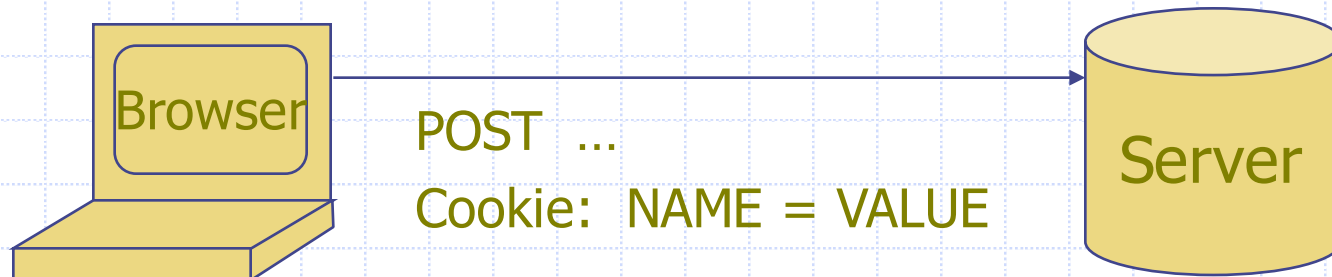 Browser
POST ...
Server
Cookie: NAME = VALUE